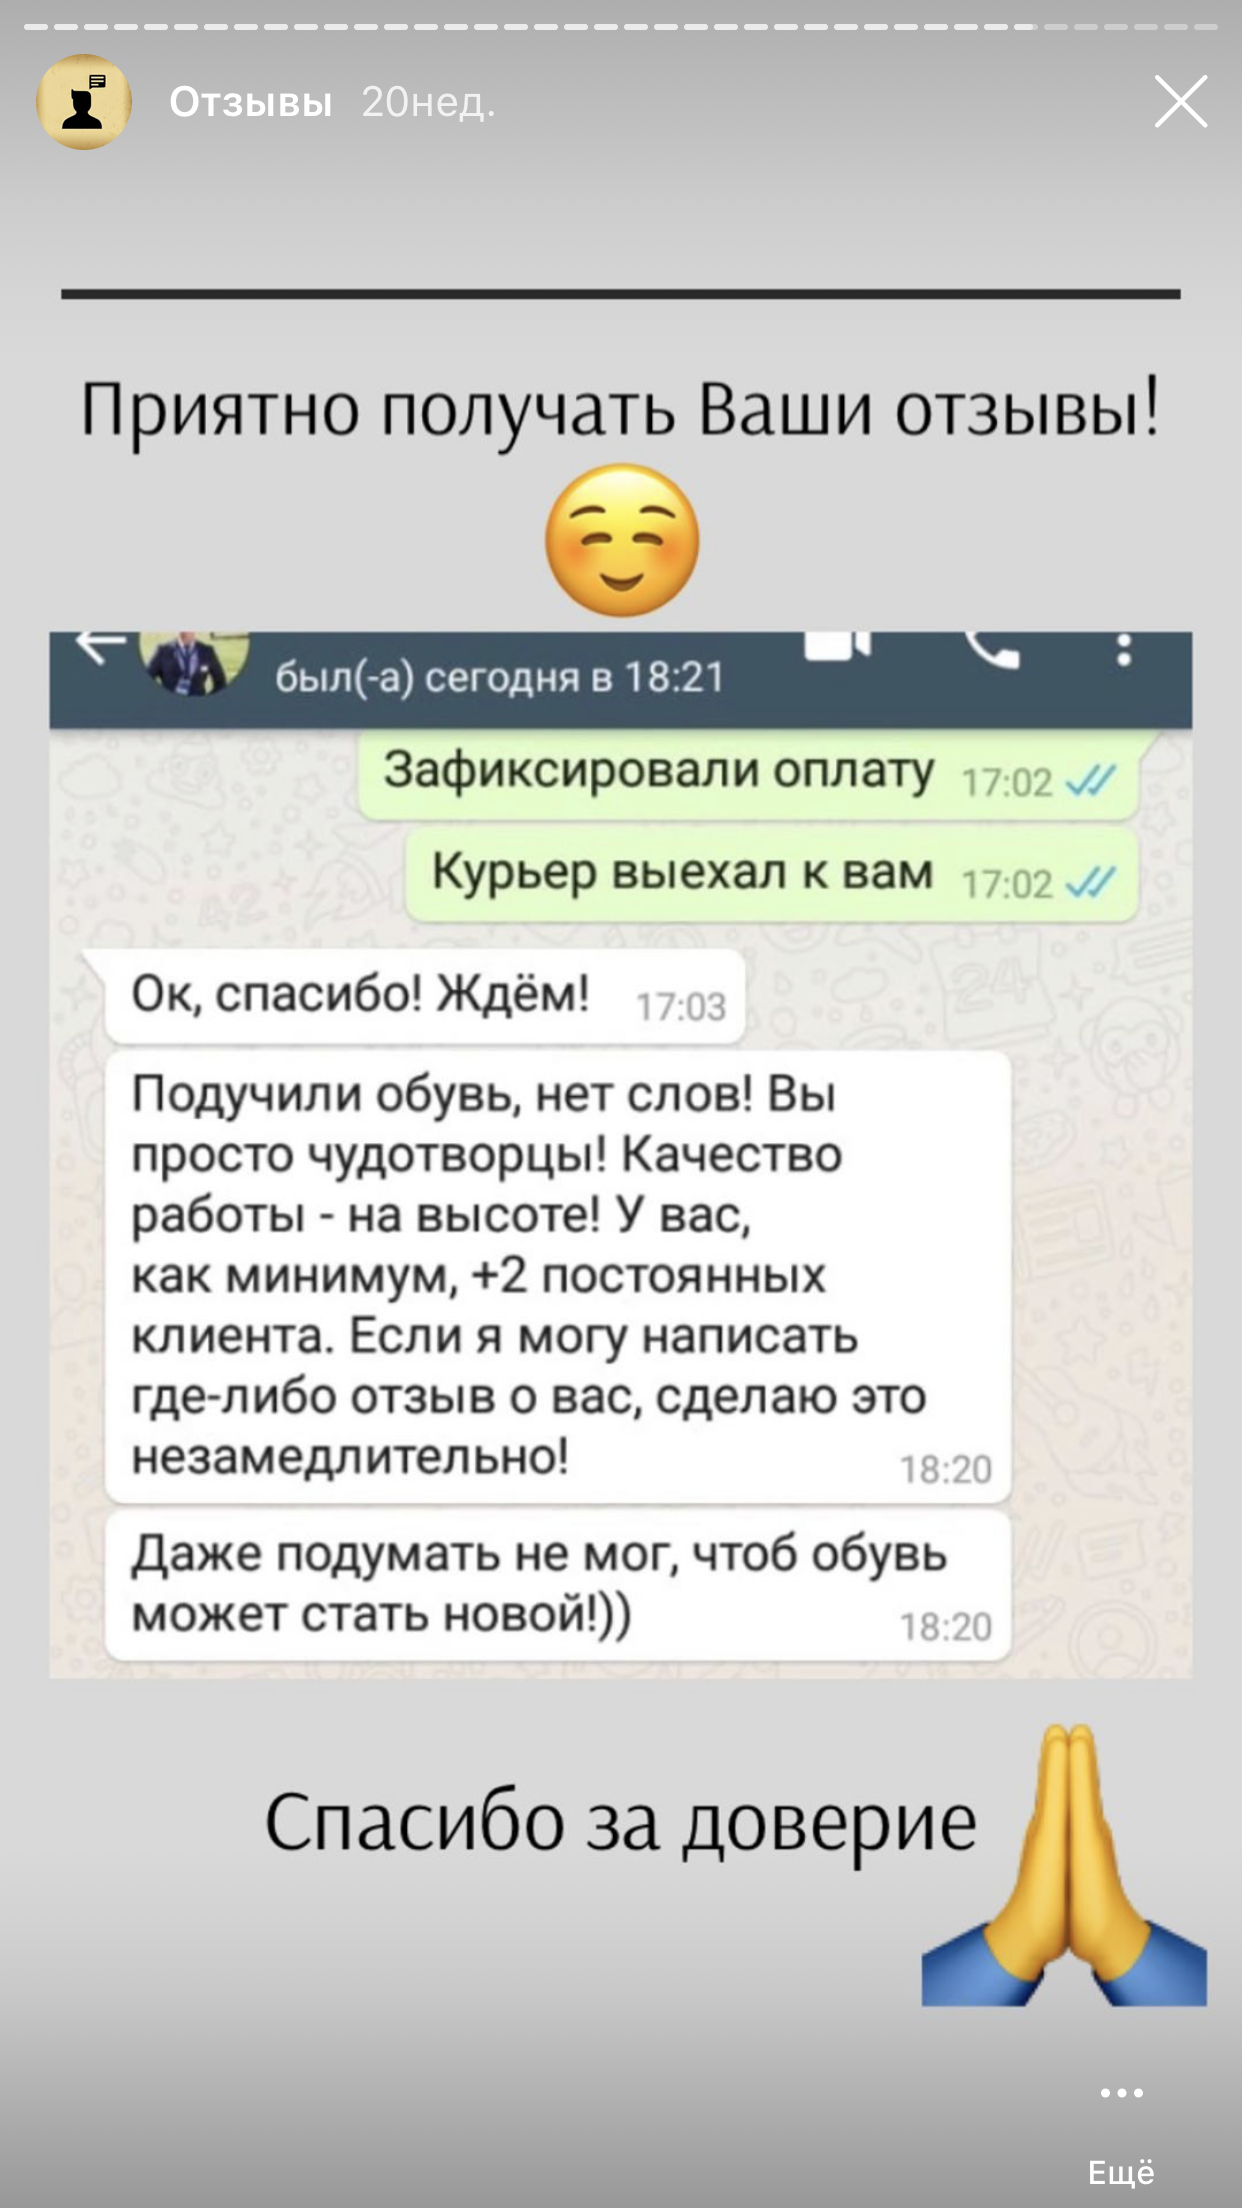 Отзывы 20нед.
Приятно получать Ваши отзывы!
был(-а) сегодня в 18:21
Зафиксировали оплату 17:02
Курьер выехал к вам 17:02
Ок, спасибо! Ждём! 17:03
Подучили обувь, нет слов! Вы
просто чудотворцы! Качество
работы - на высоте! У вас,
как минимум, +2 постоянных
клиента. Если я могу написать
где-либо отзыв о вас, сделаю это
незамедлительно! 18:20
Даже подумать не мог, чтоб обувь
может стать новой!)) 18:20
Спасибо за доверие
Ещё